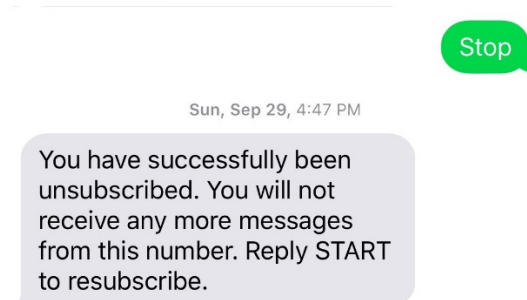 Stop
Sun, Sep 29, 4:47 PM
You have successfully been
unsubscribed. You will not
receive any more messages
from this number. Reply START
to resubscribe.